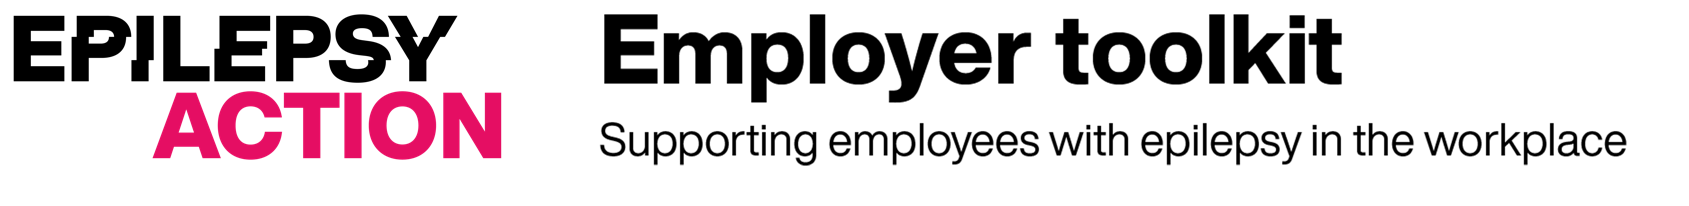 EPILEPSY
ACTION
Employer toolkit
Supporting employees with epilepsy in the workplace